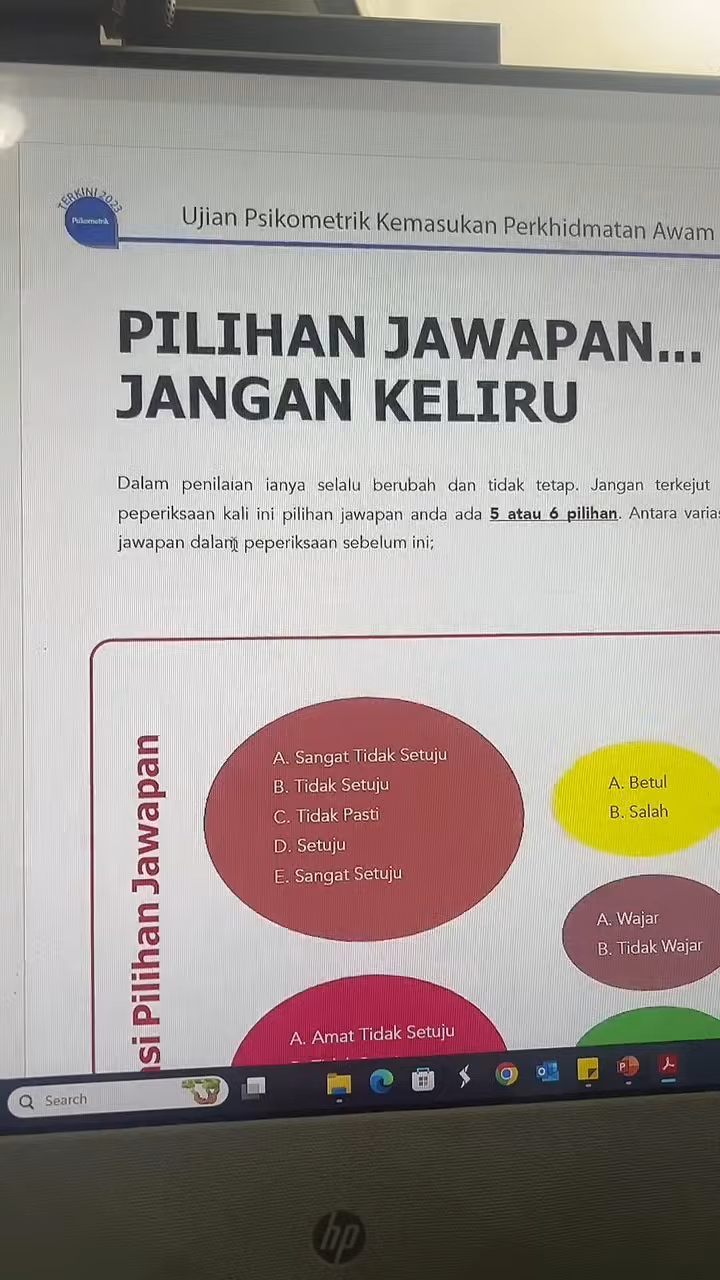 TERKINI 2023
Psikometrik
Ujian Psikometrik Kemasukan Perkhidmatan Awam
PILIHAN JAWAPAN...
JANGAN KELIRU
Dalam penilaian ianya selalu berubah dan tidak tetap. Jangan terkejut
peperiksaan kali ini pilihan jawapan anda ada 5 atau 6 pilihan. Antara
jawapan dalam peperiksaan sebelum ini;
Pilihan Jawapan
A. Sangat Tidak Setuju
B. Tidak Setuju
C. Tidak Pasti
D. Setuju
E. Sangat Setuju
A. Betul
B. Salah
A. Wajar
B. Tidak Wajar
A. Amat Tidak Setuju
Search
hp